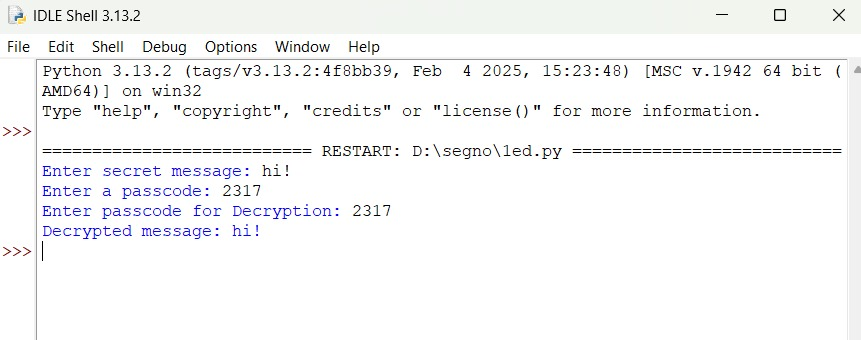 IDLE Shell 3.13.2
File Edit Shell Debug Options Window Help
Python 3.13.2 (tags/v3.13.2:4f8bb39, Feb  4 2025, 15:23:48) [MSC v.1942 64 bit (
AMD64)] on win32
Type "help", "copyright", "credits" or "license()" for more information.
>>>
=========================== RESTART: D:\segno\1ed.py ===========================
Enter secret message: hi!
Enter a passcode: 2317
Enter passcode for Decryption: 2317
Decrypted message: hi!
>>>